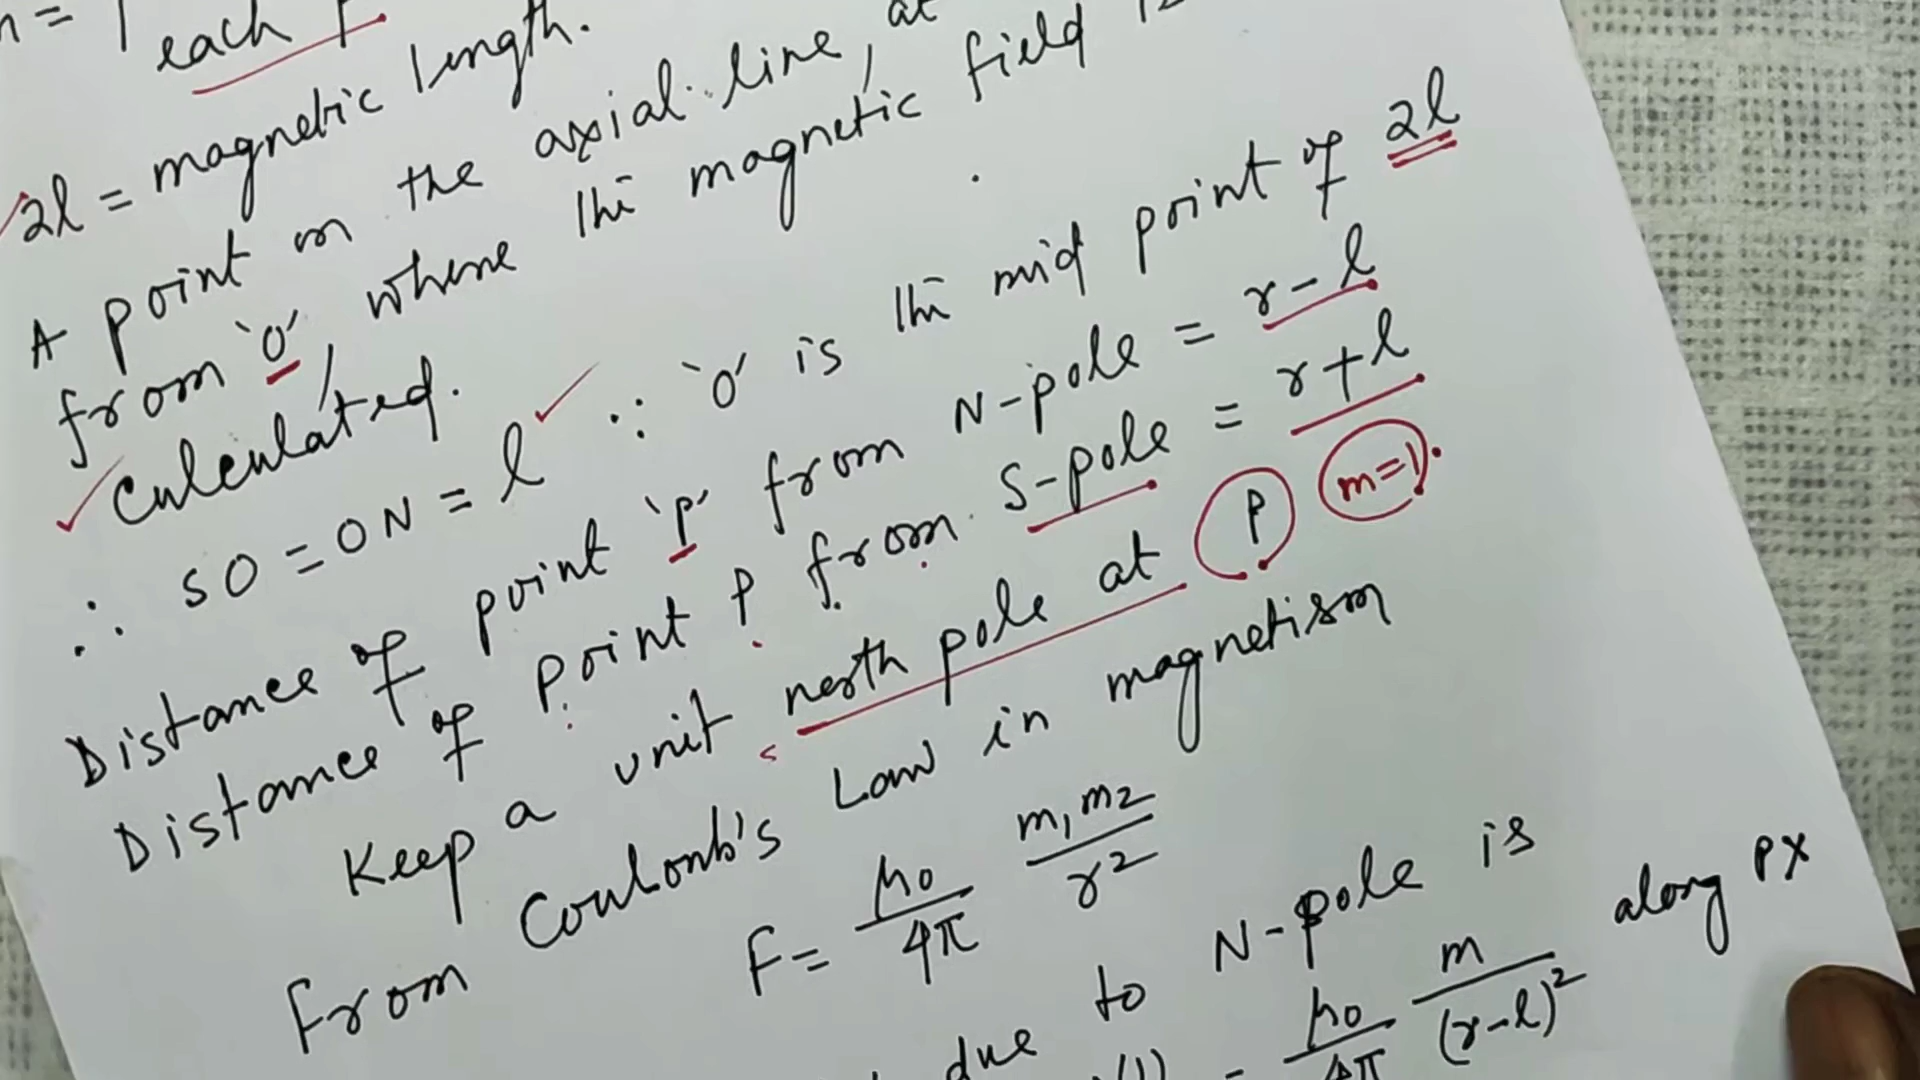 each p
2l = magnetic length.
A point on the axial line, at
from 'O', where the magnetic field
Calculated.
∴ SO = ON = l ∵ 'O' is the mid point of 2l
Distance of point 'P' from N-pole = r-l
Distance of point P from S-pole = r+l
Keep a unit north pole at P m=1.
From Coulomb's Law in magnetism
F = μ0/4π m1m2/r²
due to N-pole is
(1) = μ0/4π m/(r-l)² along PX